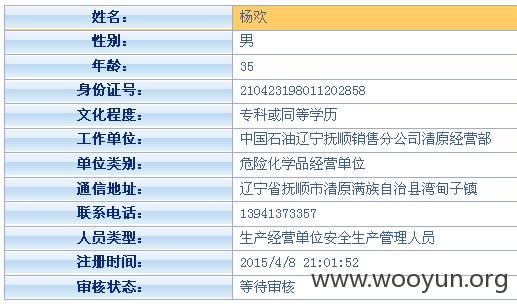 姓名： 杨欢
性别： 男
年龄： 35
身份证号： 210423198011202858
文化程度： 专科或同等学历
工作单位： 中国石油辽宁抚顺销售分公司清原经营部
单位类别： 危险化学品经营单位
通信地址： 辽宁省抚顺市清原满族自治县湾甸子镇
联系电话： 13941373357
人员类型： 生产经营单位安全生产管理人员
注册时间： 2015/4/8 21:01:52
审核状态： 等待审核
www.wooyun.org